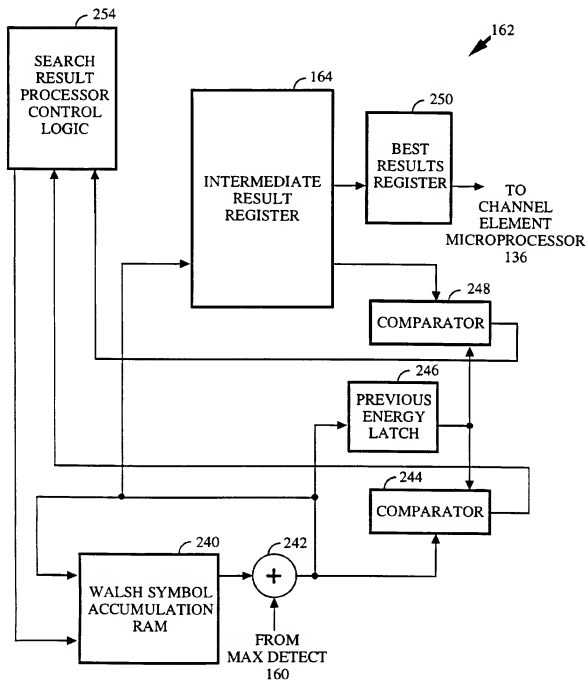 254
162
SEARCH
RESULT
PROCESSOR
CONTROL
LOGIC
164
INTERMEDIATE
RESULT
REGISTER
250
BEST
RESULTS
REGISTER
TO
CHANNEL
ELEMENT
MICROPROCESSOR
136
248
COMPARATOR
246
PREVIOUS
ENERGY
LATCH
244
COMPARATOR
240
WALSH SYMBOL
ACCUMULATION
RAM
242
+
FROM
MAX DETECT
160